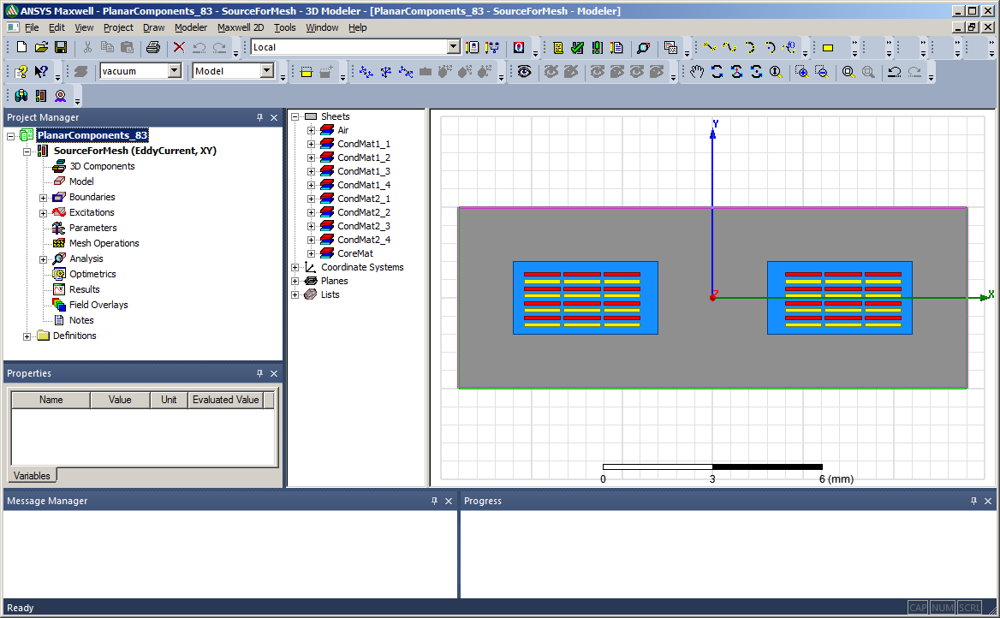 ANSYS Maxwell - PlanarComponents_83 - SourceForMesh - 3D Modeler - [PlanarComponents_83 - SourceForMesh - Modeler]
File Edit View Project Draw Modeler Maxwell 2D Tools Window Help
Local
vacuum Model
Project Manager
PlanarComponents_83
SourceForMesh (EddyCurrent, XY)
3D Components
Model
Boundaries
Excitations
Parameters
Mesh Operations
Analysis
Optimetrics
Results
Field Overlays
Notes
Definitions
Properties
Name Value Unit Evaluated Value
Variables
Sheets
Air
CondMat1_1
CondMat1_2
CondMat1_3
CondMat1_4
CondMat2_1
CondMat2_2
CondMat2_3
CondMat2_4
CoreMat
Coordinate Systems
Planes
Lists
Y
Z
X
0 3 6 (mm)
Message Manager
Progress
Ready
CAP NUM SCRL